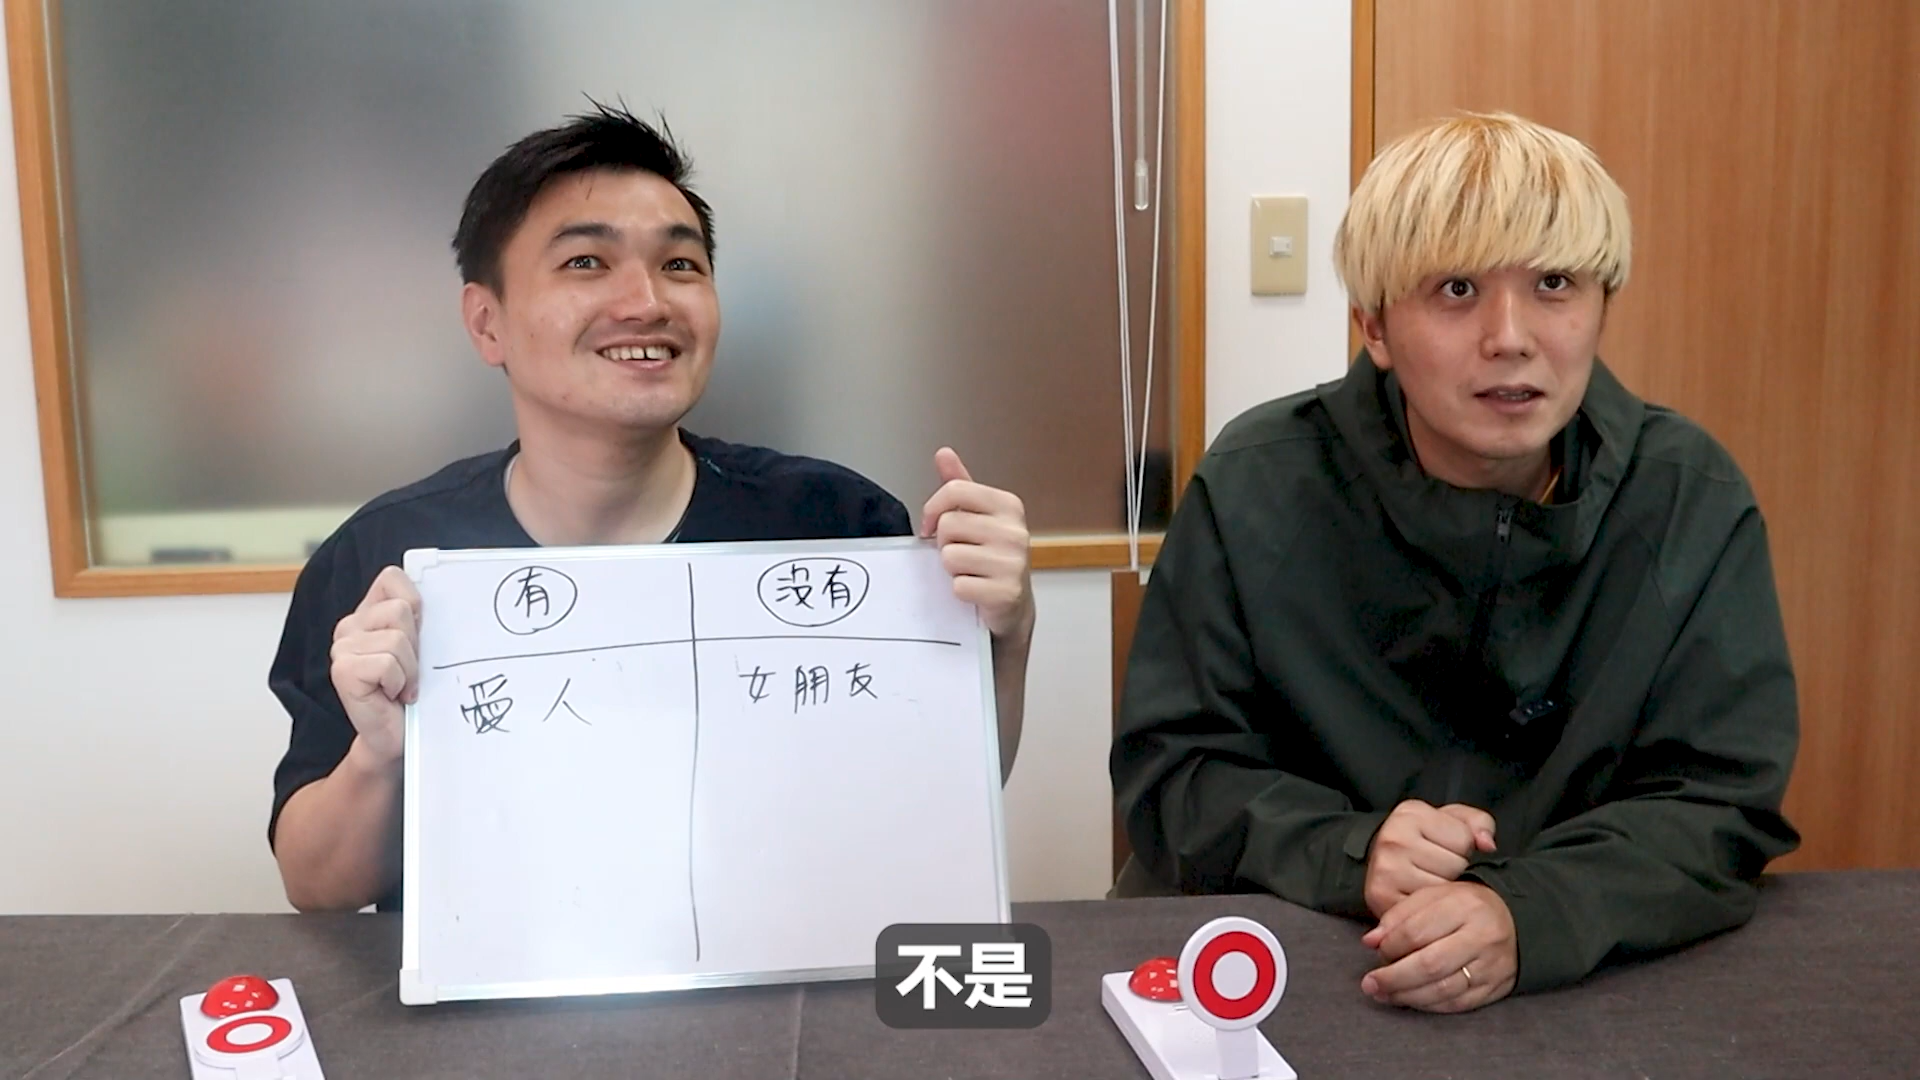 有 沒有
愛人 女朋友
不是